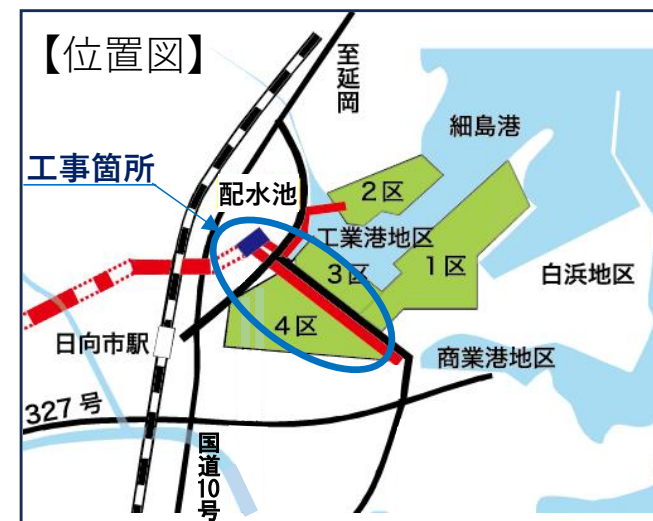 【位置図】
至延岡
細島港
工事箇所
配水池
2区
工業港地区
3区
1区
白浜地区
4区
日向市駅
商業港地区
327号
国道10号